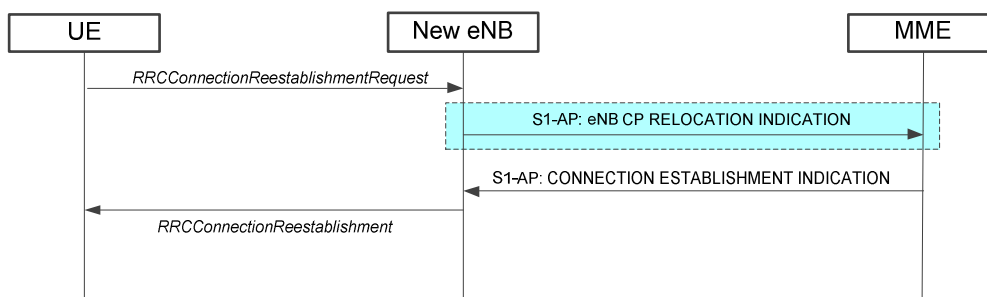 UE
New eNB
MME
RRCConnectionReestablishmentRequest
S1-AP: eNB CP RELOCATION INDICATION
S1-AP: CONNECTION ESTABLISHMENT INDICATION
RRCConnectionReestablishment